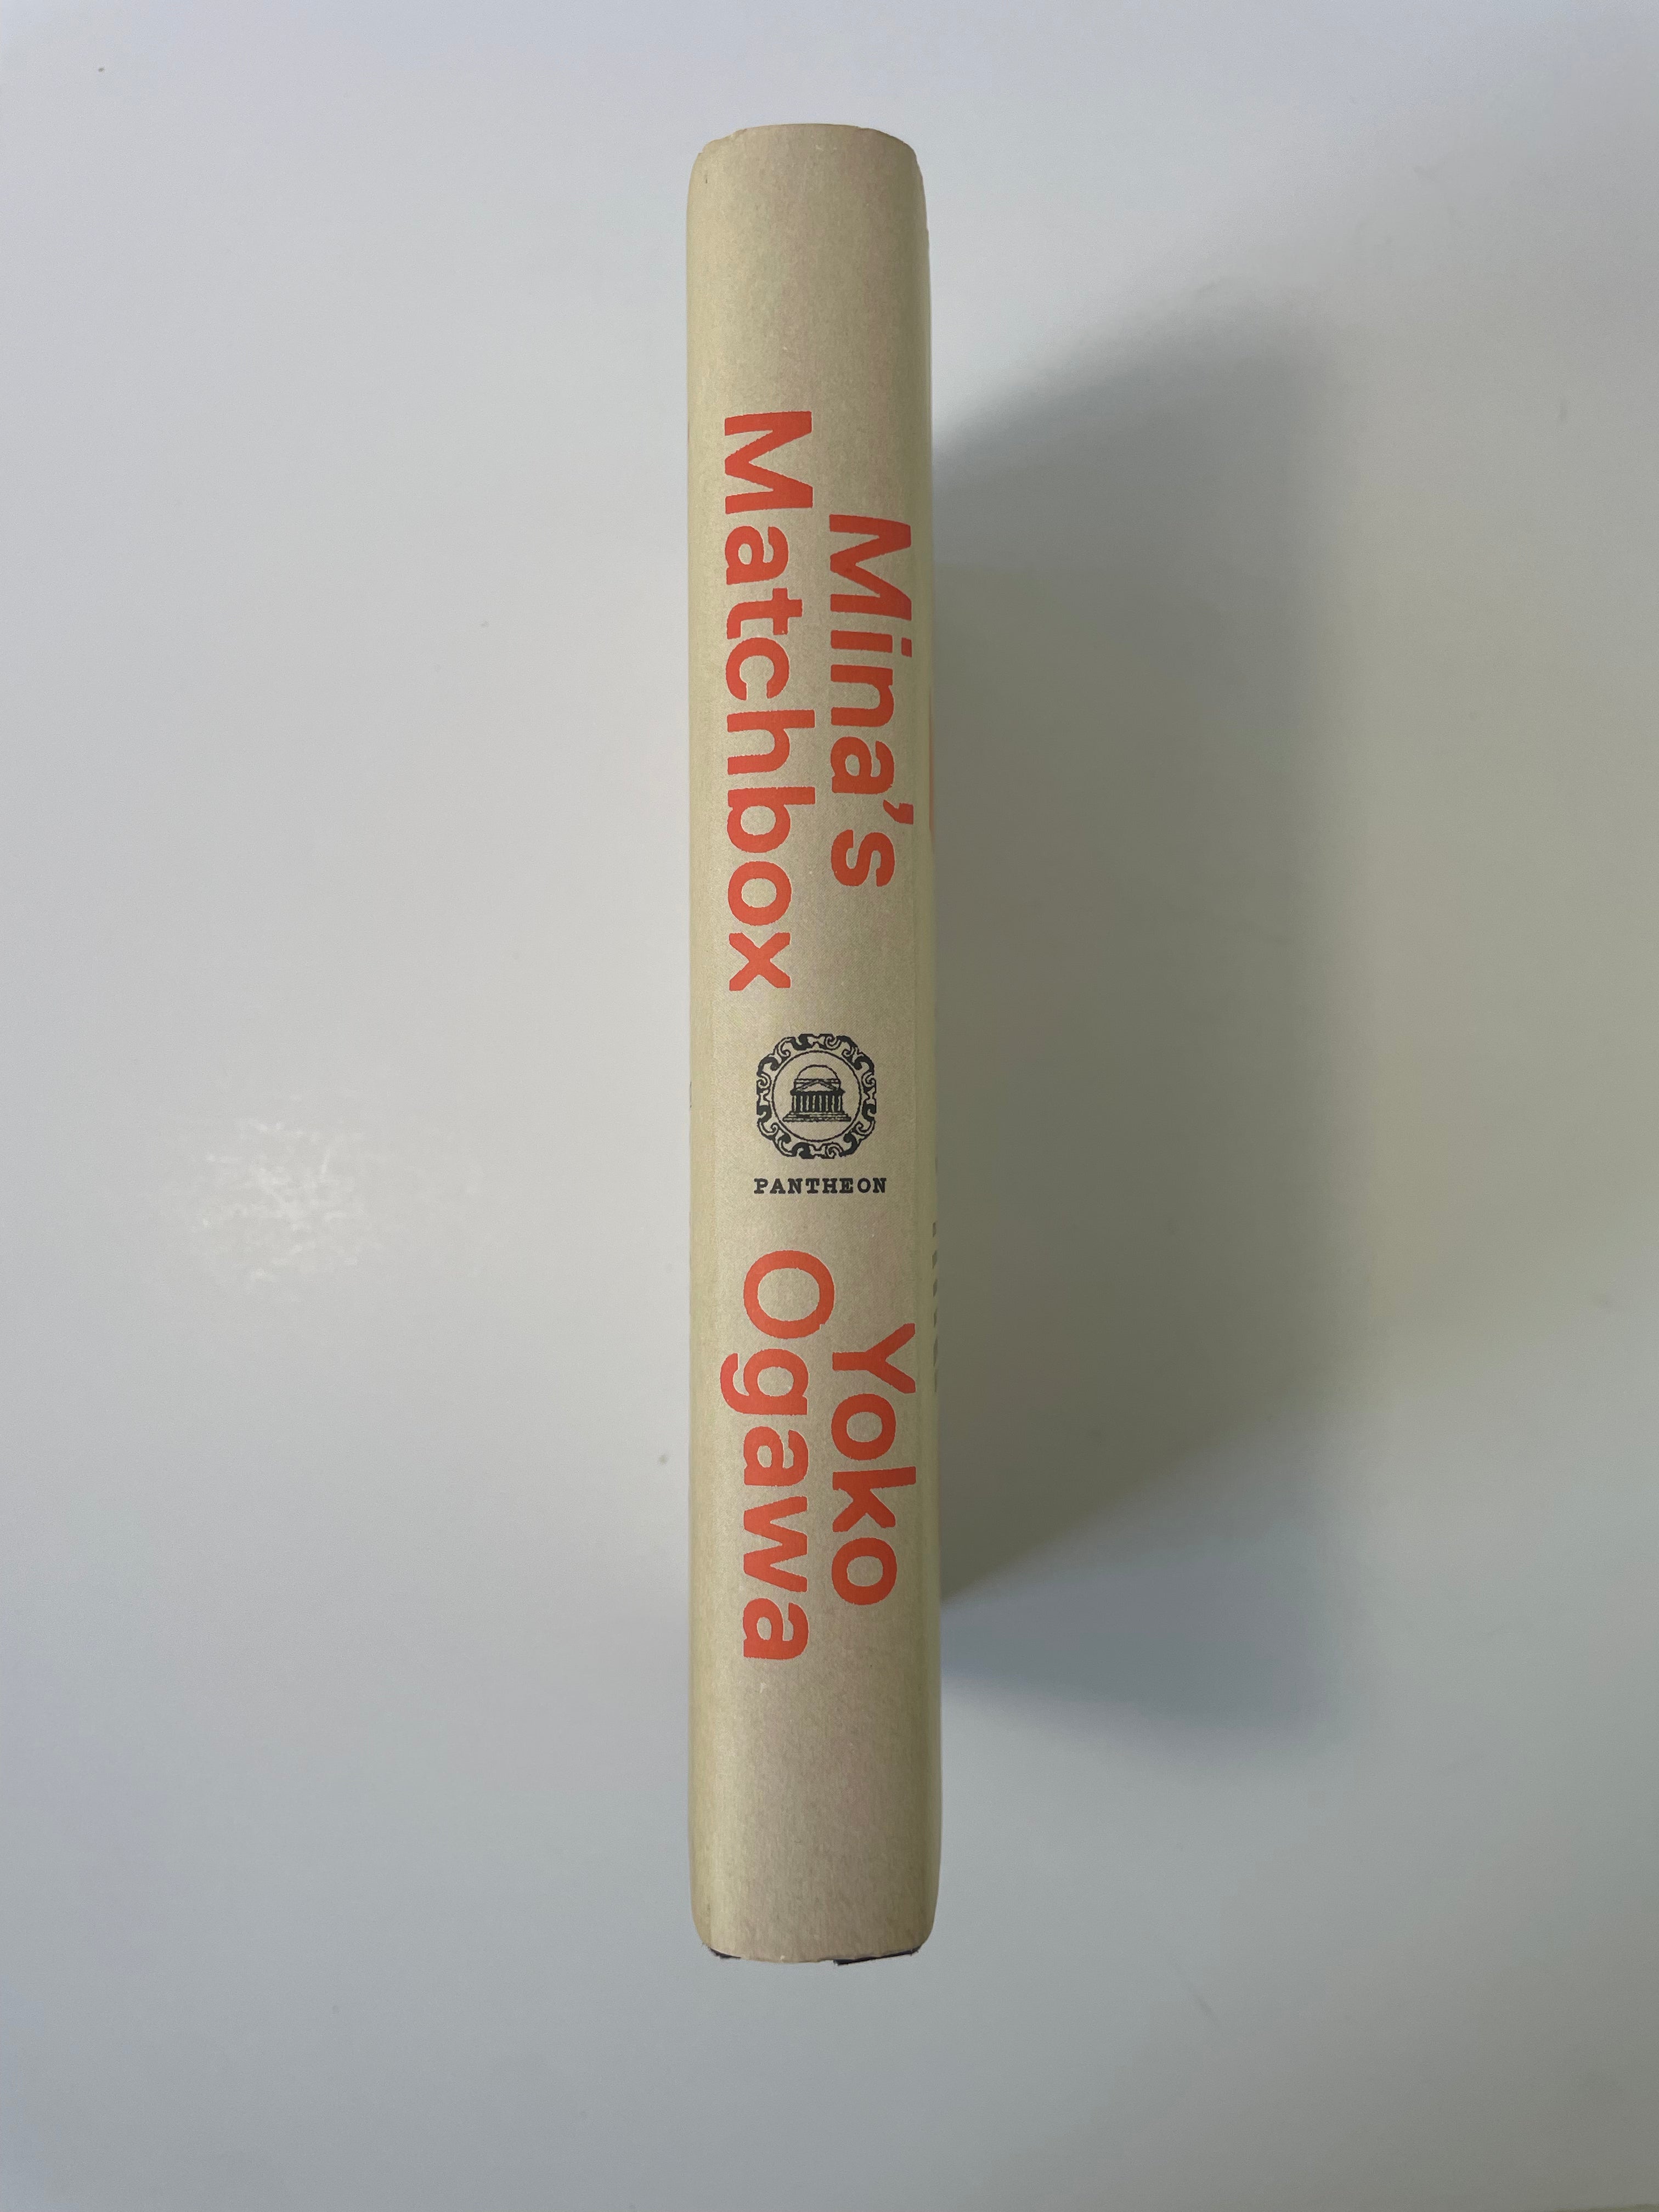 Mina's
Matchbox
PANTHEON
Yoko
Ogawa